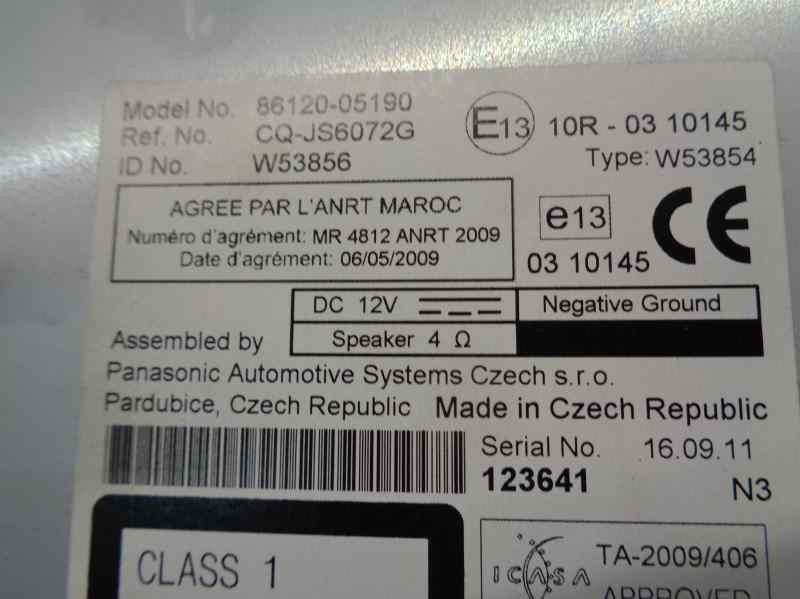 Model No. 86120-05190
Ref. No. CQ-JS6072G
ID No. W53856
E13 10R - 03 10145
Type: W53854
AGREE PAR L'ANRT MAROC
Numéro d'agrément: MR 4812 ANRT 2009
Date d'agrément: 06/05/2009
e13
03 10145
CE
DC 12V
Negative Ground
Speaker 4 Ω
Assembled by
Panasonic Automotive Systems Czech s.r.o.
Pardubice, Czech Republic Made in Czech Republic
Serial No. 16.09.11
123641 N3
CLASS 1
ICASA
TA-2009/406
APPROVED